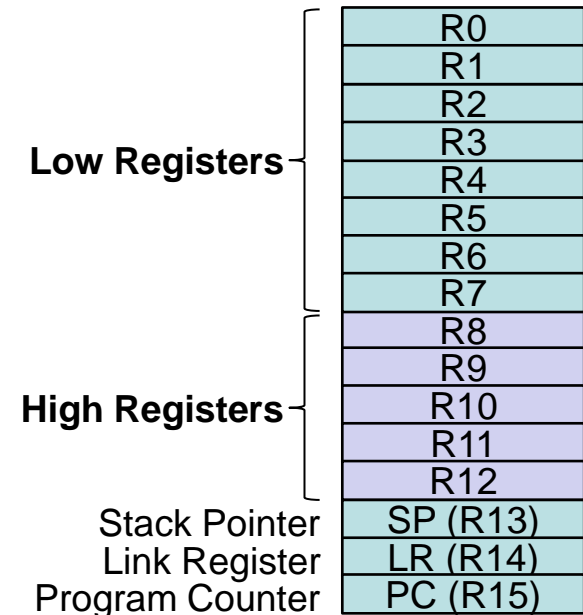 R0
R1
R2
R3
Low Registers
R4
R5
R6
R7
R8
R9
High Registers
R10
R11
R12
Stack Pointer SP (R13)
Link Register LR (R14)
Program Counter PC (R15)